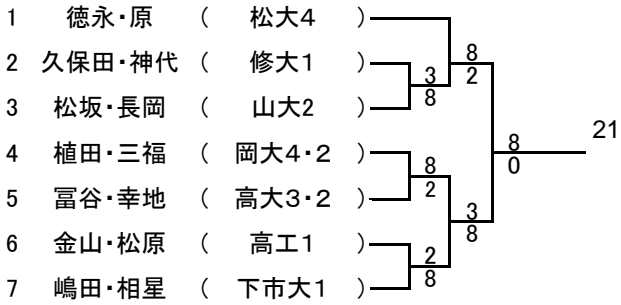 1 徳永・原 ( 松大4 )
8
2 久保田・神代 ( 修大1 )
3
2
8
3 松坂・長岡 ( 山大2 )
21
8
0
4 植田・三福 ( 岡大4・2 )
8
2
5 冨谷・幸地 ( 高大3・2 )
3
8
6 金山・松原 ( 高工1 )
2
8
7 嶋田・相星 ( 下市大1 )